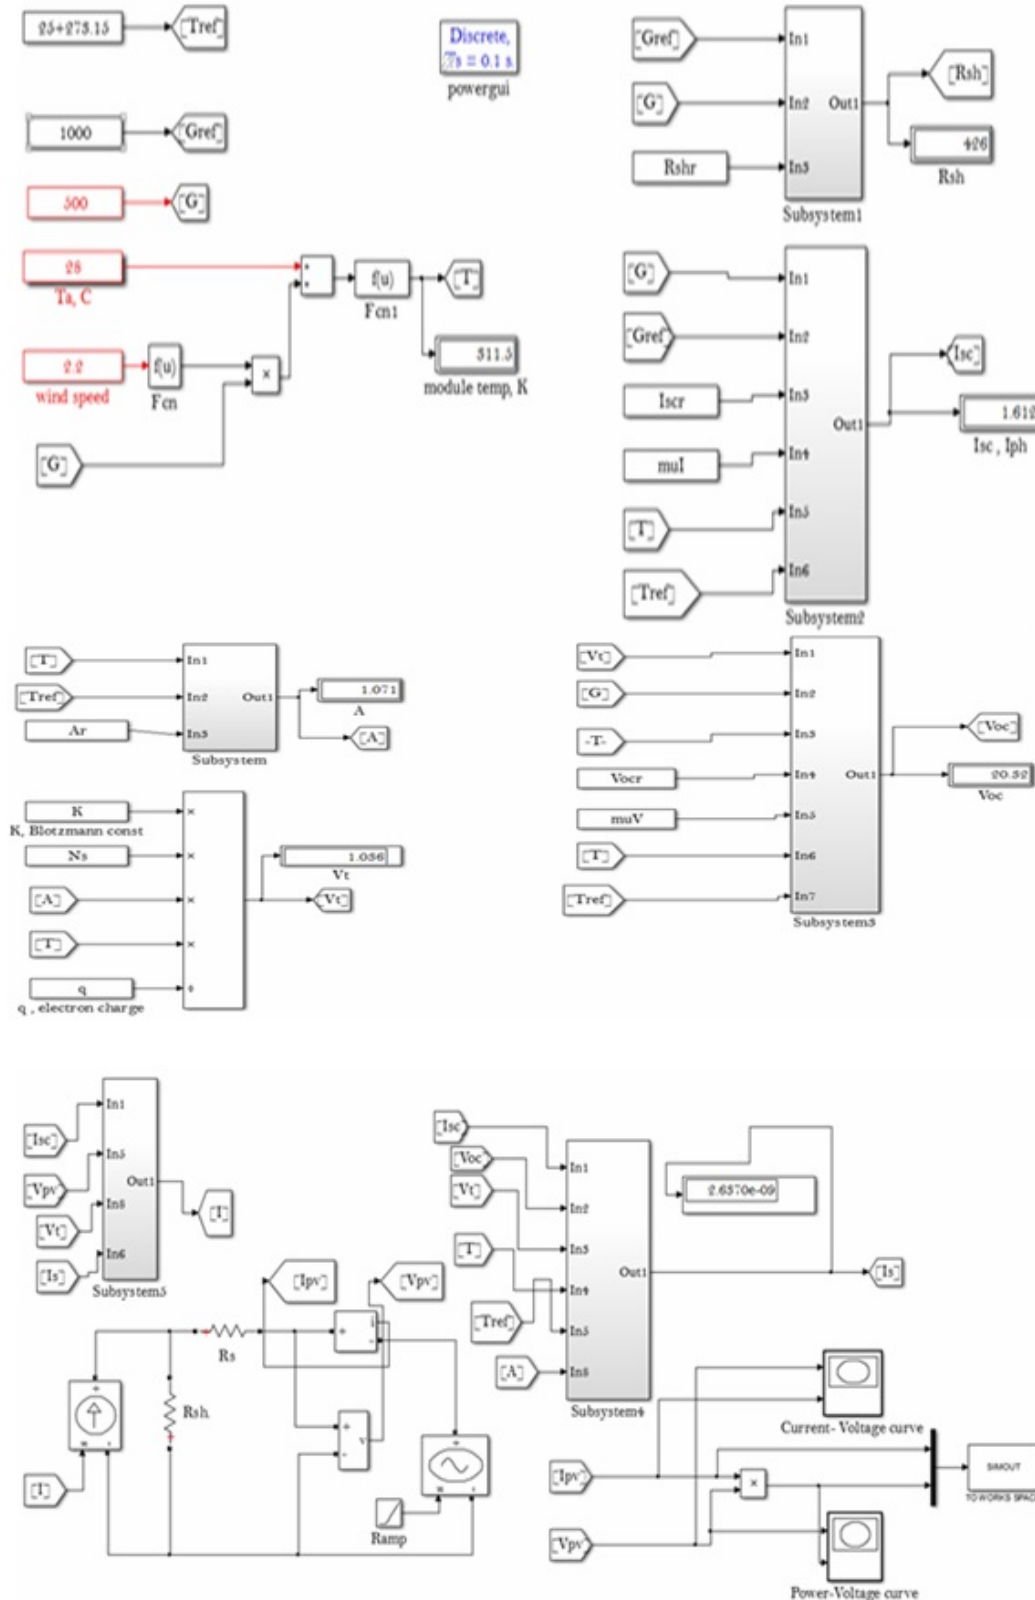 25+273.15
[Tref]
Discrete,
Ts = 0.1 s.
powergui
1000
[Gref]
500
[G]
28
Ta, C
f(u)
Fcn1
[T]
311.5
module temp, K
2.2
wind speed
f(u)
Fcn
×
[G]
[Gref]
In1
[G]
In2
Out1
Rshr
In3
Subsystem1
[Rsh]
426
Rsh
[G]
In1
[Gref]
In2
Iscr
In3
muI
In4
Out1
[T]
In5
[Tref]
In6
Subsystem2
[Isc]
1.612
Isc , Iph
[T]
In1
[Tref]
In2
Out1
Ar
In3
Subsystem
1.071
A
[A]
K
K, Blotzmann const
Ns
[A]
[T]
q
q , electron charge
×
×
×
×
÷
1.036
Vt
[Vt]
[Vt]
In1
[G]
In2
-T-
In3
Vocr
In4
Out1
muV
In5
[T]
In6
[Tref]
In7
Subsystem3
[Voc]
20.32
Voc
[Isc]
In1
[Vpv]
In5
Out1
[Vt]
In8
[Is]
In6
Subsystem5
[I]
[Isc]
In1
[Voc]
In2
[Vt]
In3
[T]
In4
Out1
[Tref]
In5
[A]
In6
Subsystem4
2.6370e-09
[Is]
[Ipv]
[Vpv]
Rs
Rsh
[I]
+
i
-
+
v
-
Ramp
[Ipv]
[Vpv]
×
Current- Voltage curve
Power-Voltage curve
SIMOUT
TO WORKS SPAC